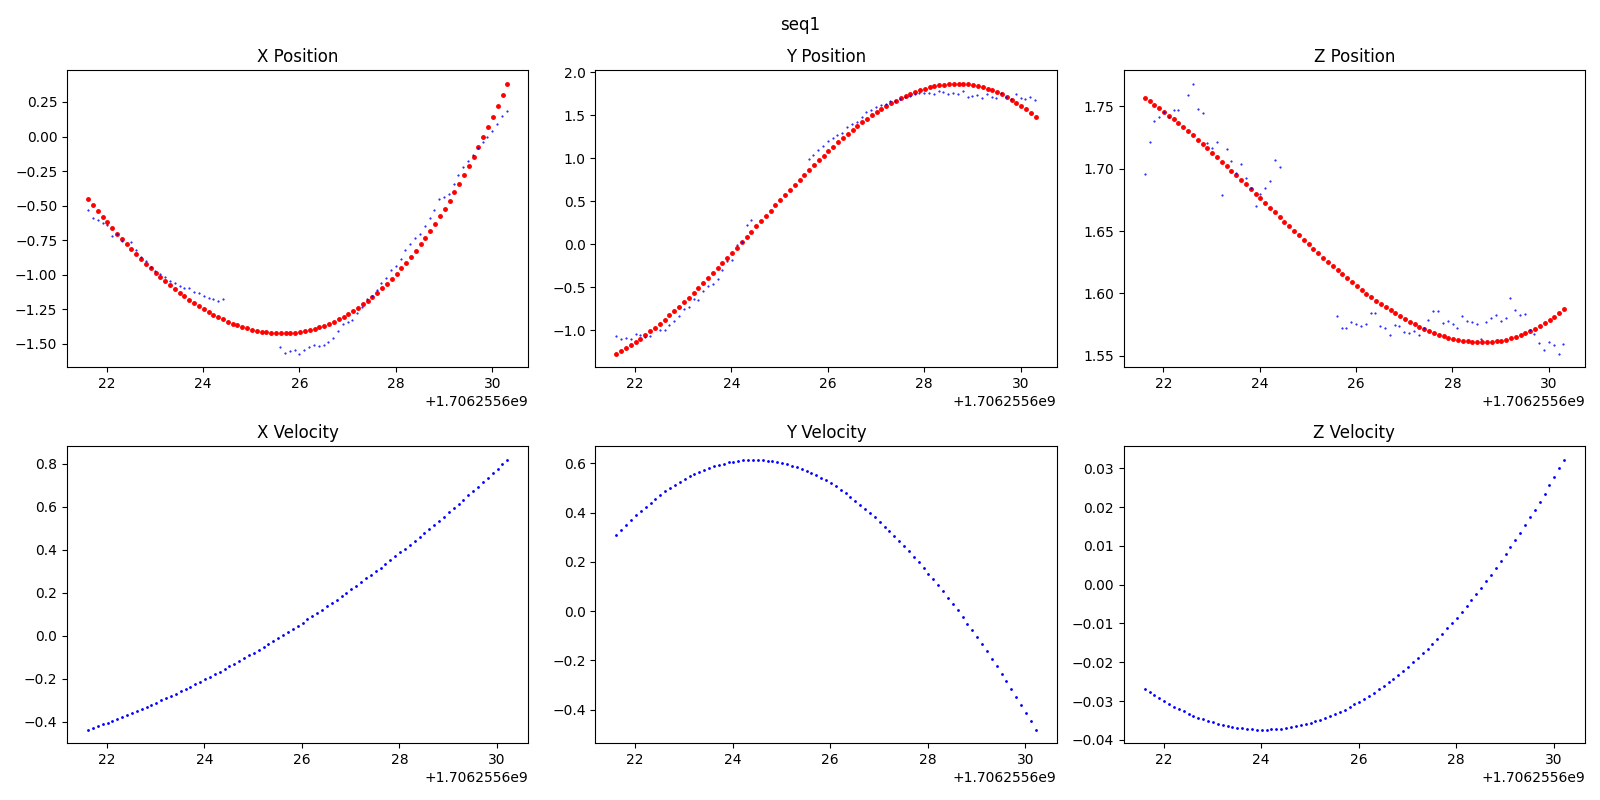 seq1
X Position
Y Position
Z Position
0.25
0.00
−0.25
−0.50
−0.75
−1.00
−1.25
−1.50
22 24 26 28 30
+1.7062556e9
2.0
1.5
1.0
0.5
0.0
−0.5
−1.0
22 24 26 28 30
+1.7062556e9
1.75
1.70
1.65
1.60
1.55
22 24 26 28 30
+1.7062556e9
X Velocity
Y Velocity
Z Velocity
0.8
0.6
0.4
0.2
0.0
−0.2
−0.4
22 24 26 28 30
+1.7062556e9
0.6
0.4
0.2
0.0
−0.2
−0.4
22 24 26 28 30
+1.7062556e9
0.03
0.02
0.01
0.00
−0.01
−0.02
−0.03
−0.04
22 24 26 28 30
+1.7062556e9